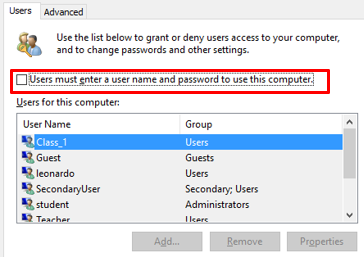 Users Advanced
Use the list below to grant or deny users access to your computer,
and to change passwords and other settings.
Users must enter a user name and password to use this computer.
Users for this computer:
User Name Group
Class_1 Users
Guest Guests
leonardo Users
SecondaryUser Secondary; Users
student Administrators
Teacher Users
Add... Remove Properties